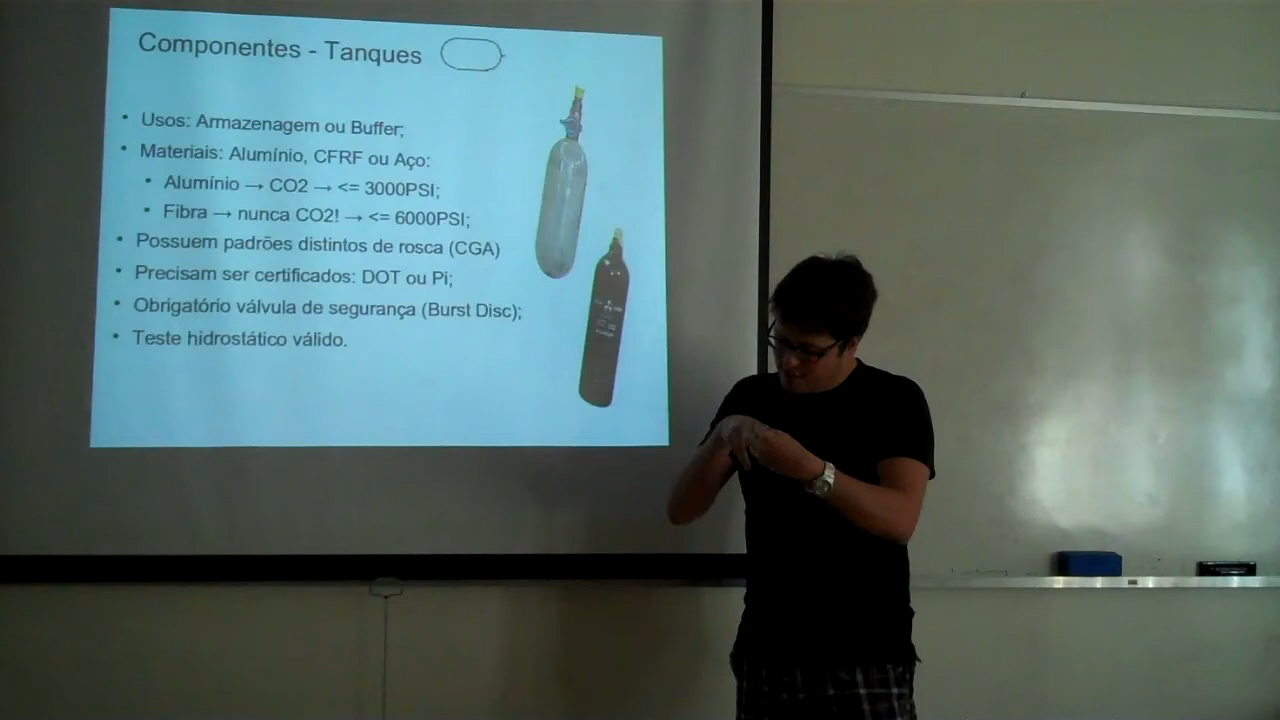 Componentes - Tanques
• Usos: Armazenagem ou Buffer;
• Materiais: Alumínio, CFRF ou Aço:
• Alumínio → CO2 → <= 3000PSI;
• Fibra → nunca CO2! → <= 6000PSI;
• Possuem padrões distintos de rosca (CGA)
• Precisam ser certificados: DOT ou Pi;
• Obrigatório válvula de segurança (Burst Disc);
• Teste hidrostático válido.